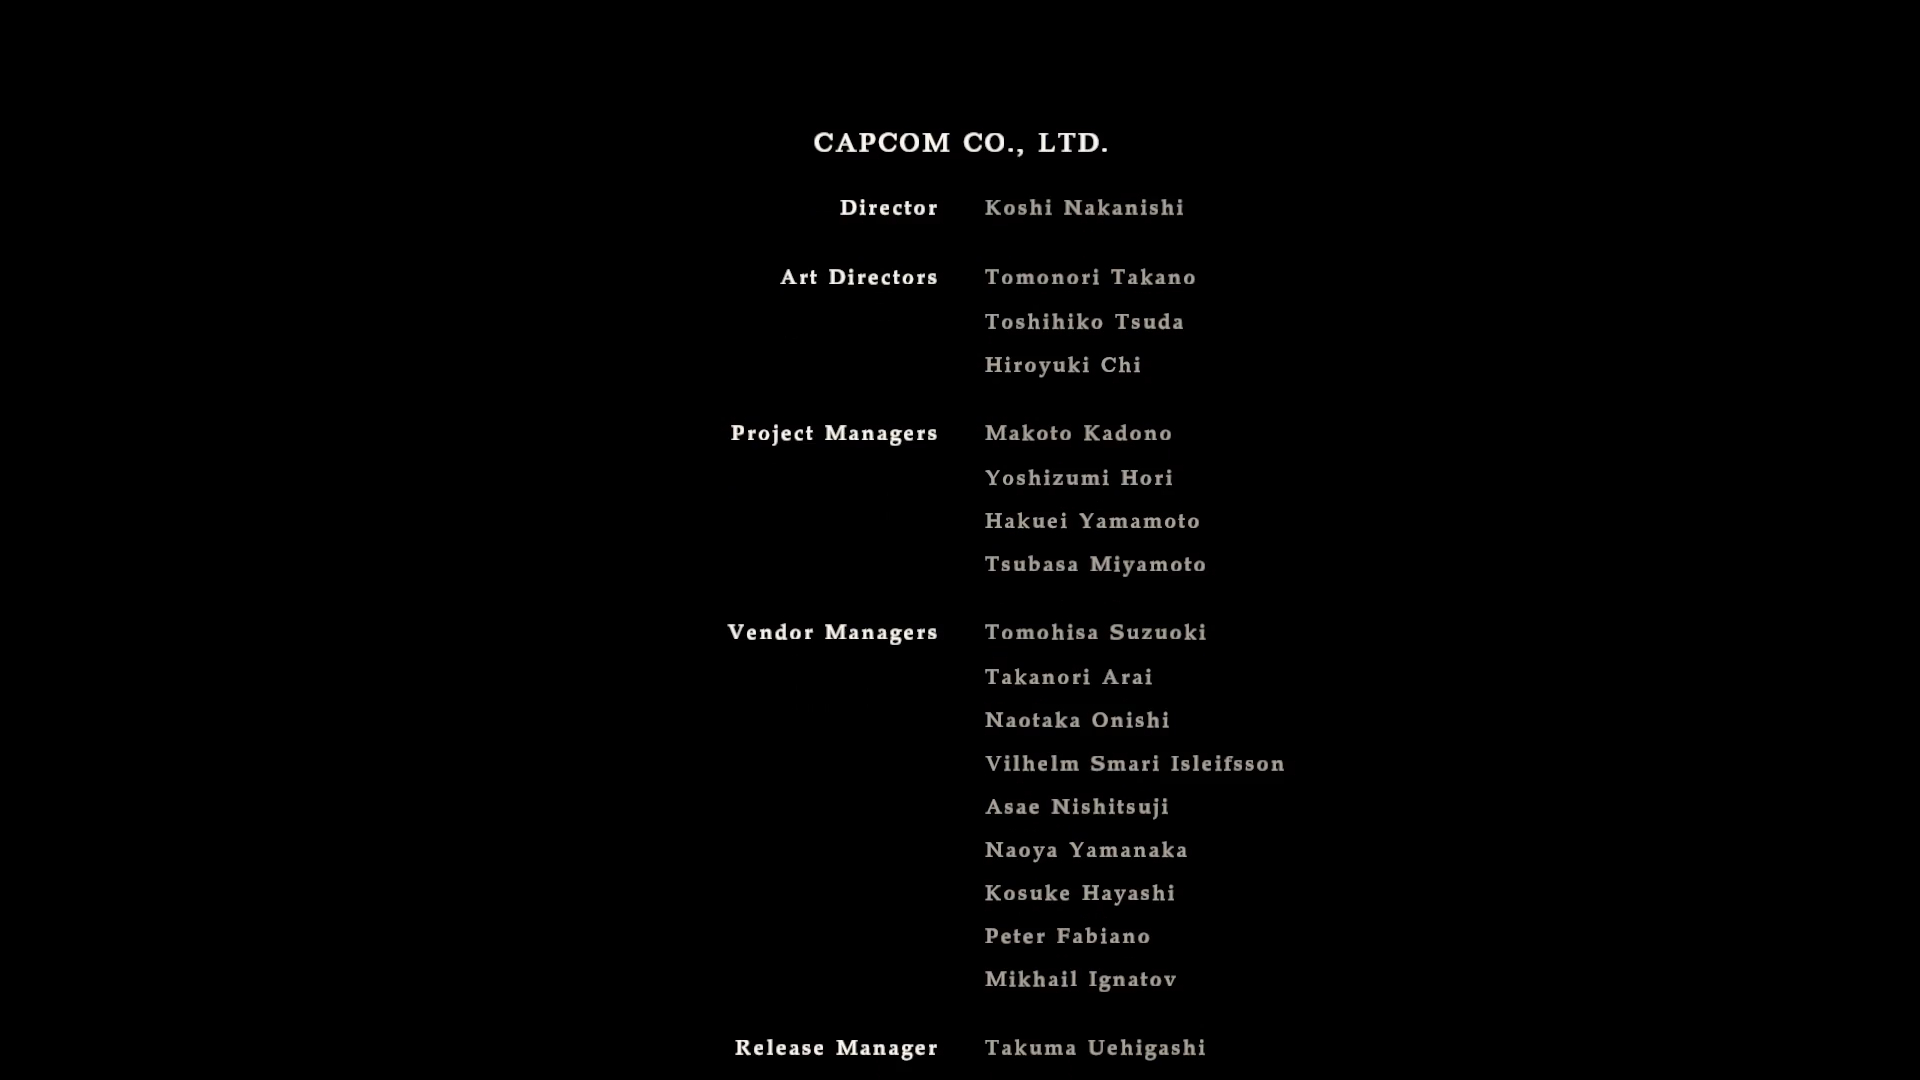 CAPCOM CO., LTD.
Director Koshi Nakanishi
Art Directors Tomonori Takano
Toshihiko Tsuda
Hiroyuki Chi
Project Managers Makoto Kadono
Yoshizumi Hori
Hakuei Yamamoto
Tsubasa Miyamoto
Vendor Managers Tomohisa Suzuoki
Takanori Arai
Naotaka Onishi
Vilhelm Smari Isleifsson
Asae Nishitsuji
Naoya Yamanaka
Kosuke Hayashi
Peter Fabiano
Mikhail Ignatov
Release Manager Takuma Uehigashi